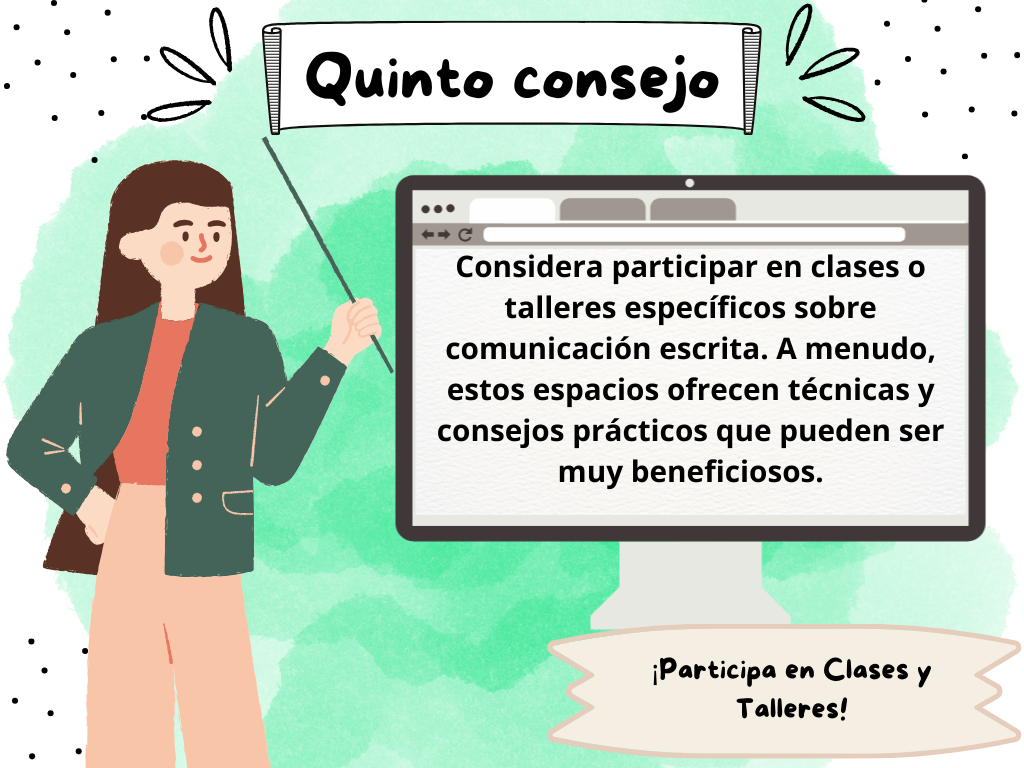 Quinto consejo
Considera participar en clases o
talleres específicos sobre
comunicación escrita. A menudo,
estos espacios ofrecen técnicas y
consejos prácticos que pueden ser
muy beneficiosos.
¡Participa en Clases y
Talleres!